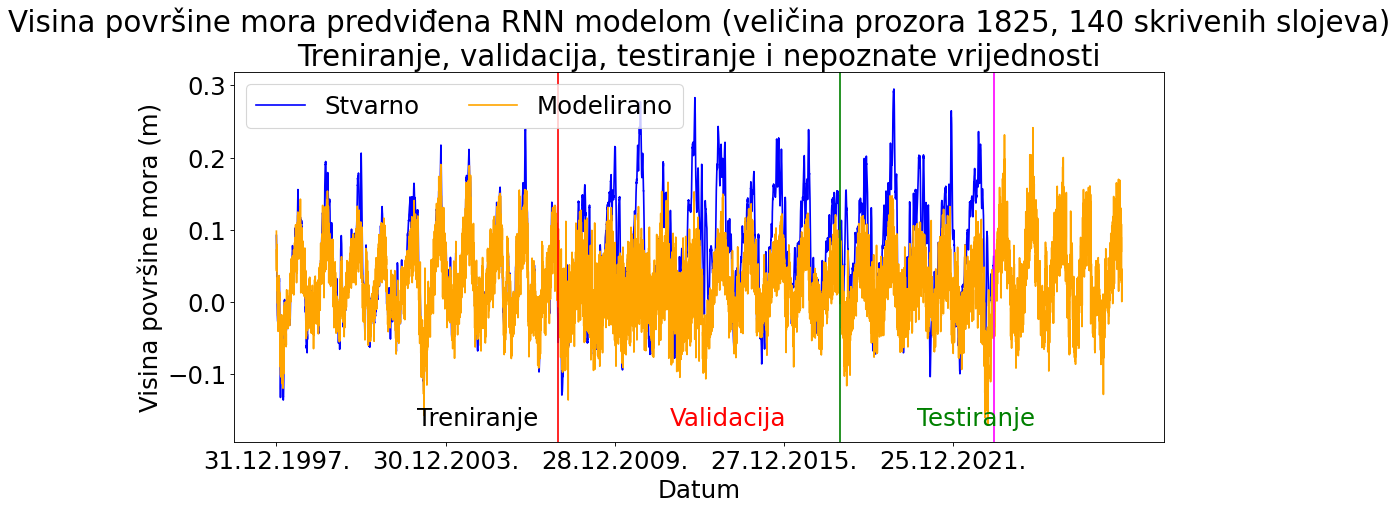 Visina površine mora predviđena RNN modelom (veličina prozora 1825, 140 skrivenih slojeva)
Treniranje, validacija, testiranje i nepoznate vrijednosti
Visina površine mora (m)
0.3
0.2
0.1
0.0
−0.1
Stvarno Modelirano
Treniranje Validacija Testiranje
31.12.1997. 30.12.2003. 28.12.2009. 27.12.2015. 25.12.2021.
Datum